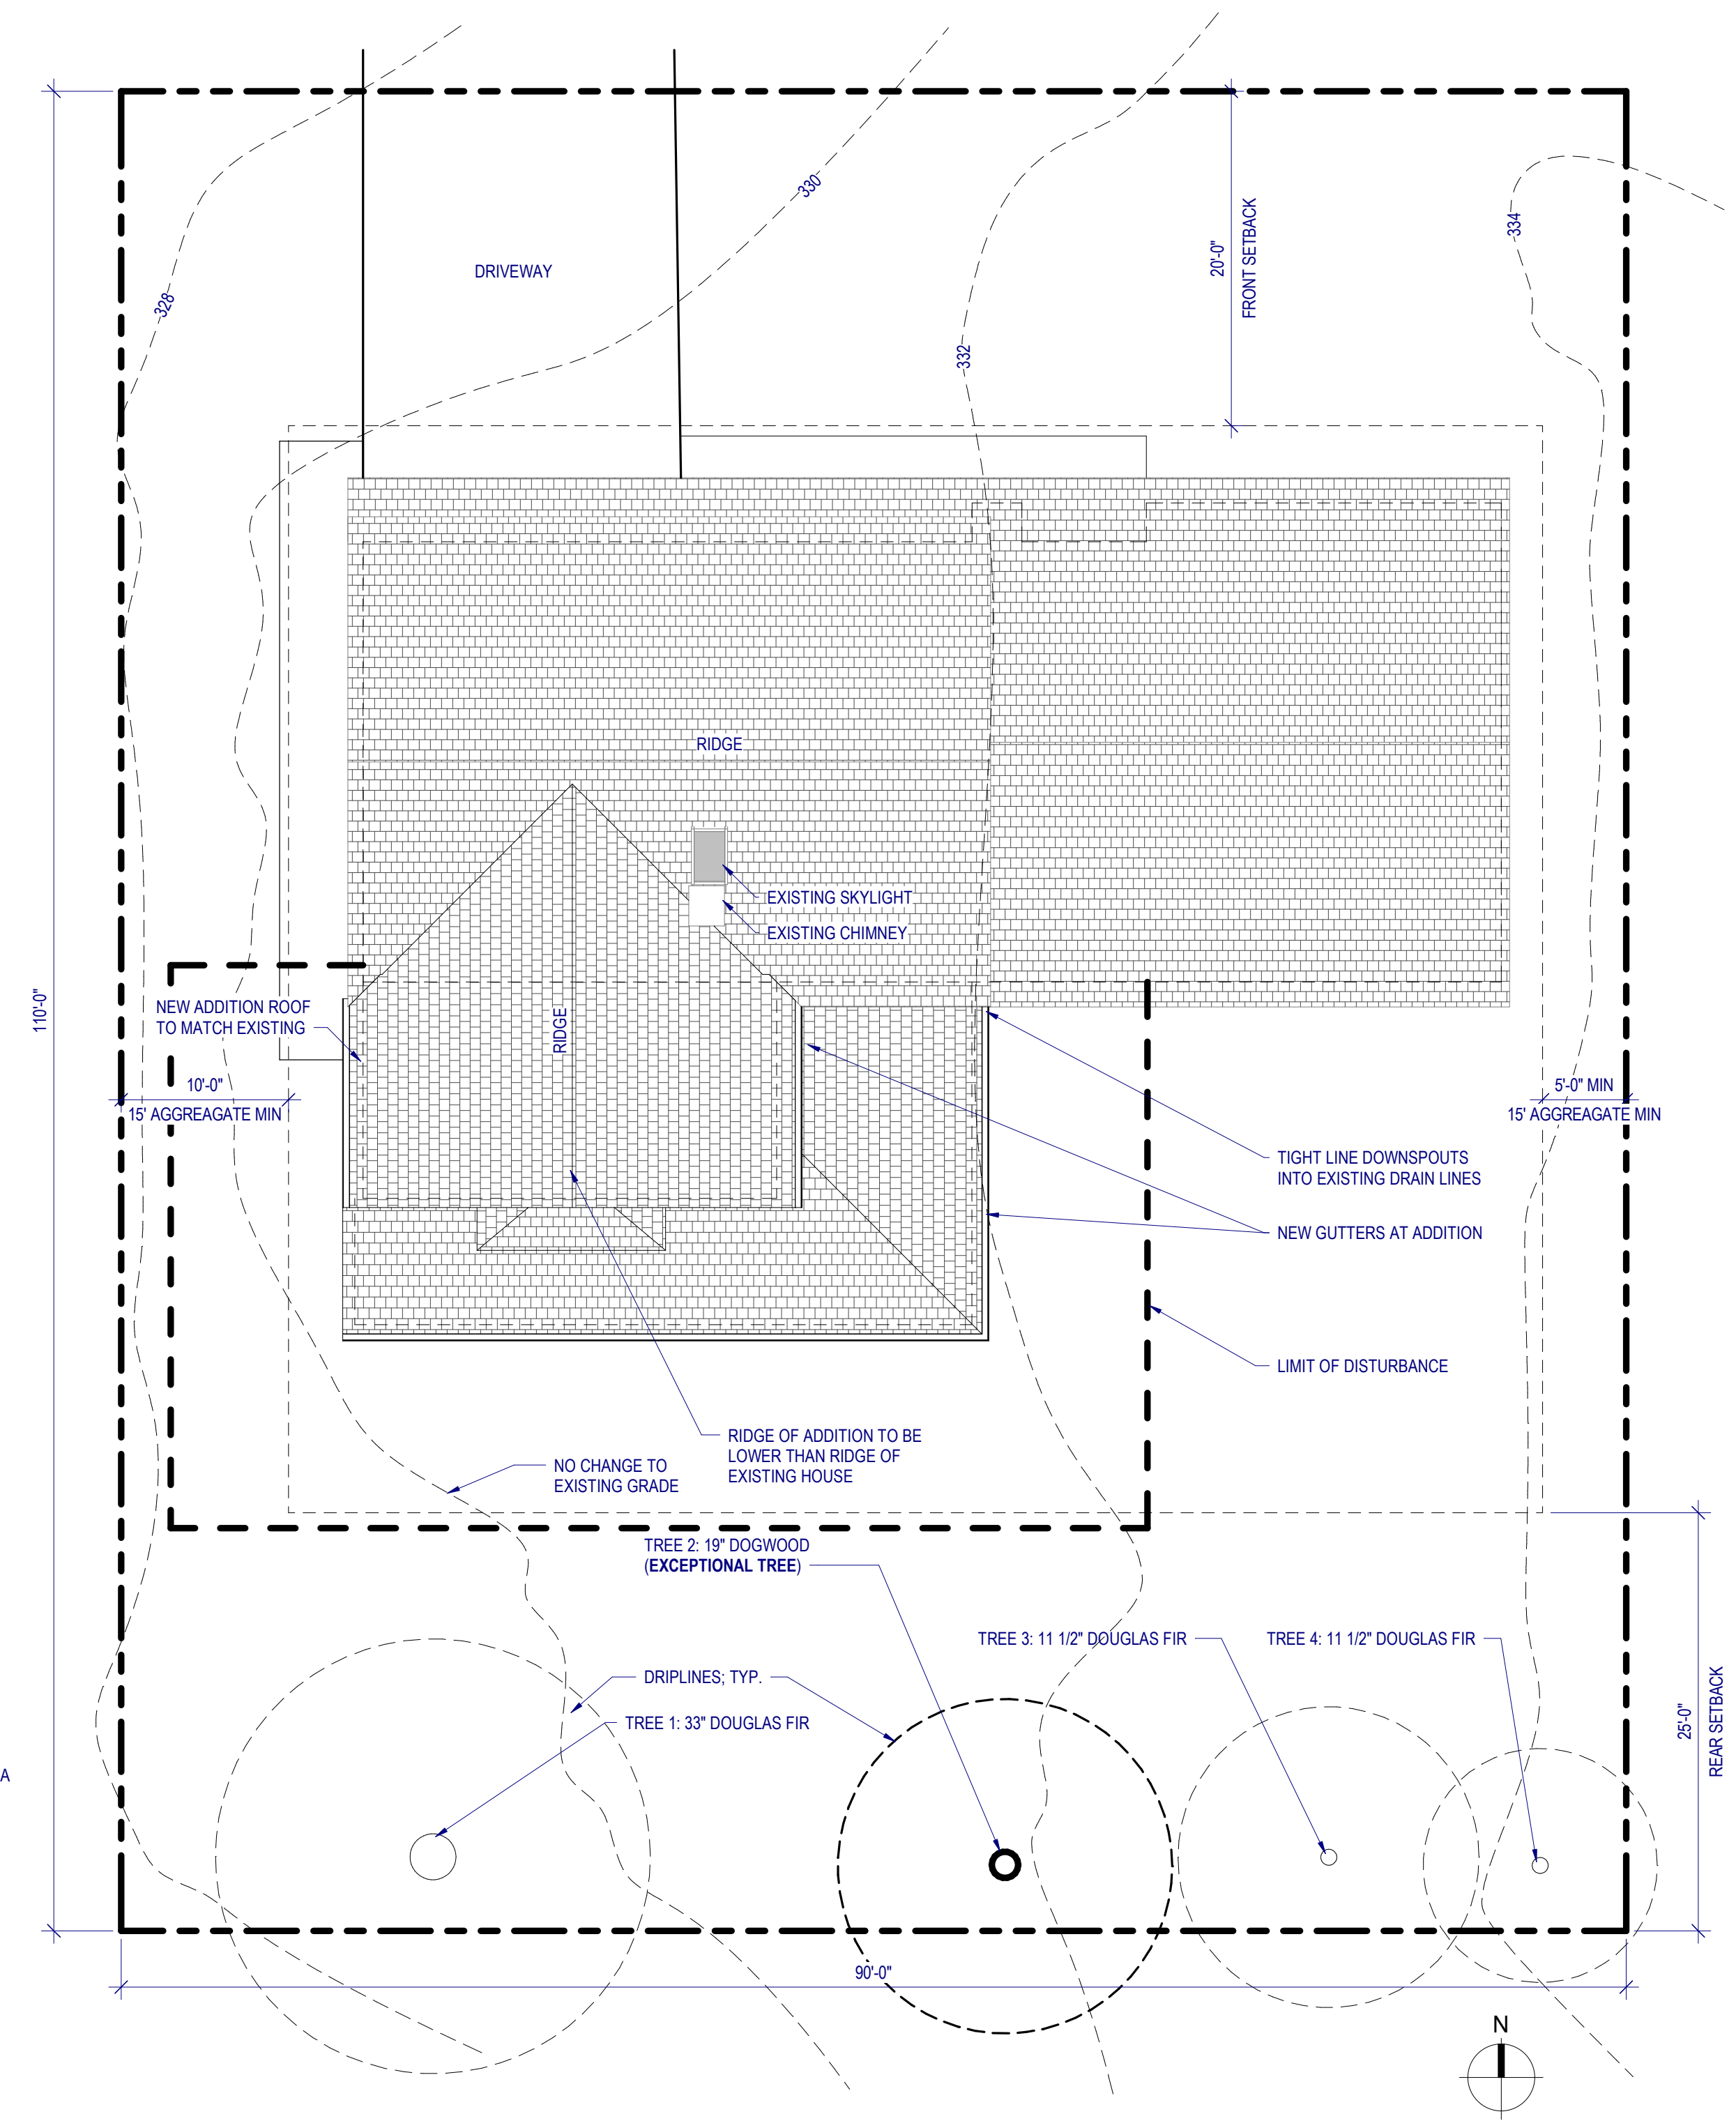 330
334
328
20'-0"
FRONT SETBACK
DRIVEWAY
332
RIDGE
EXISTING SKYLIGHT
EXISTING CHIMNEY
110'-0"
NEW ADDITION ROOF
TO MATCH EXISTING
RIDGE
10'-0"
15' AGGREAGATE MIN
5'-0" MIN
15' AGGREAGATE MIN
TIGHT LINE DOWNSPOUTS
INTO EXISTING DRAIN LINES
NEW GUTTERS AT ADDITION
LIMIT OF DISTURBANCE
RIDGE OF ADDITION TO BE
LOWER THAN RIDGE OF
EXISTING HOUSE
NO CHANGE TO
EXISTING GRADE
TREE 2: 19" DOGWOOD
(EXCEPTIONAL TREE)
TREE 3: 11 1/2" DOUGLAS FIR
TREE 4: 11 1/2" DOUGLAS FIR
DRIPLINES; TYP.
TREE 1: 33" DOUGLAS FIR
25'-0"
REAR SETBACK
A
90'-0"
N